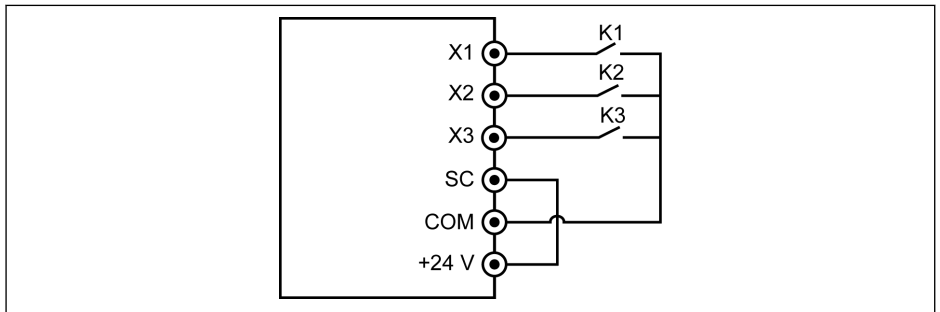 X1 K1
X2 K2
X3 K3
SC
COM
+24 V